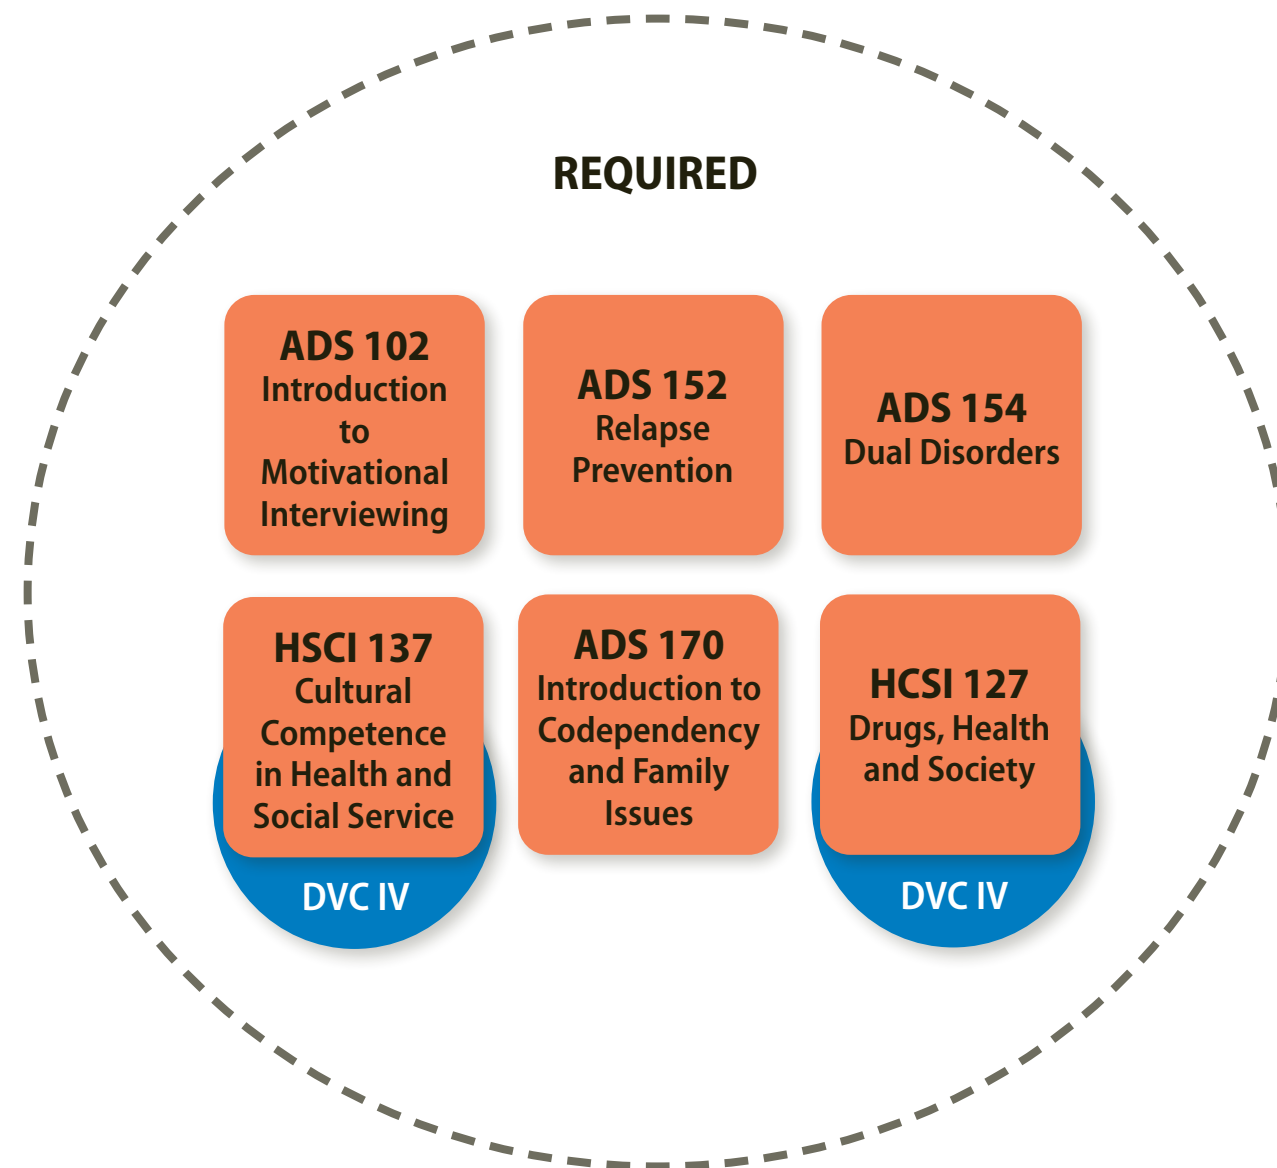 REQUIRED
ADS 102
Introduction
to
Motivational
Interviewing
ADS 152
Relapse
Prevention
ADS 154
Dual Disorders
HSCI 137
Cultural
Competence
in Health and
Social Service
DVC IV
ADS 170
Introduction to
Codependency
and Family
Issues
HCSI 127
Drugs, Health
and Society
DVC IV